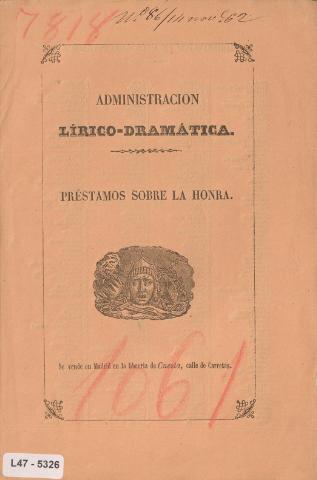 7818
Nº 86/14 nov. 62
ADMINISTRACION
LÍRICO-DRAMÁTICA.
PRÉSTAMOS SOBRE LA HONRA.
Se vende en Madrid en la librería de Cuesta, calle de Carretas.
1061
L47 - 5326